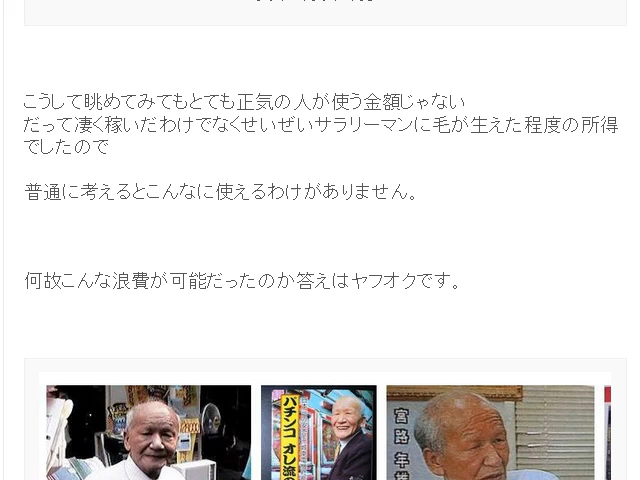 こうして眺めてみてもとても正気の人が使う金額じゃない
だって凄く稼いだわけでなくせいぜいサラリーマンに毛が生えた程度の所得
でしたので
普通に考えるとこんなに使えるわけがありません。
何故こんな浪費が可能だったのか答えはヤフオクです。
パチンコ オレ流の
宮路年雄